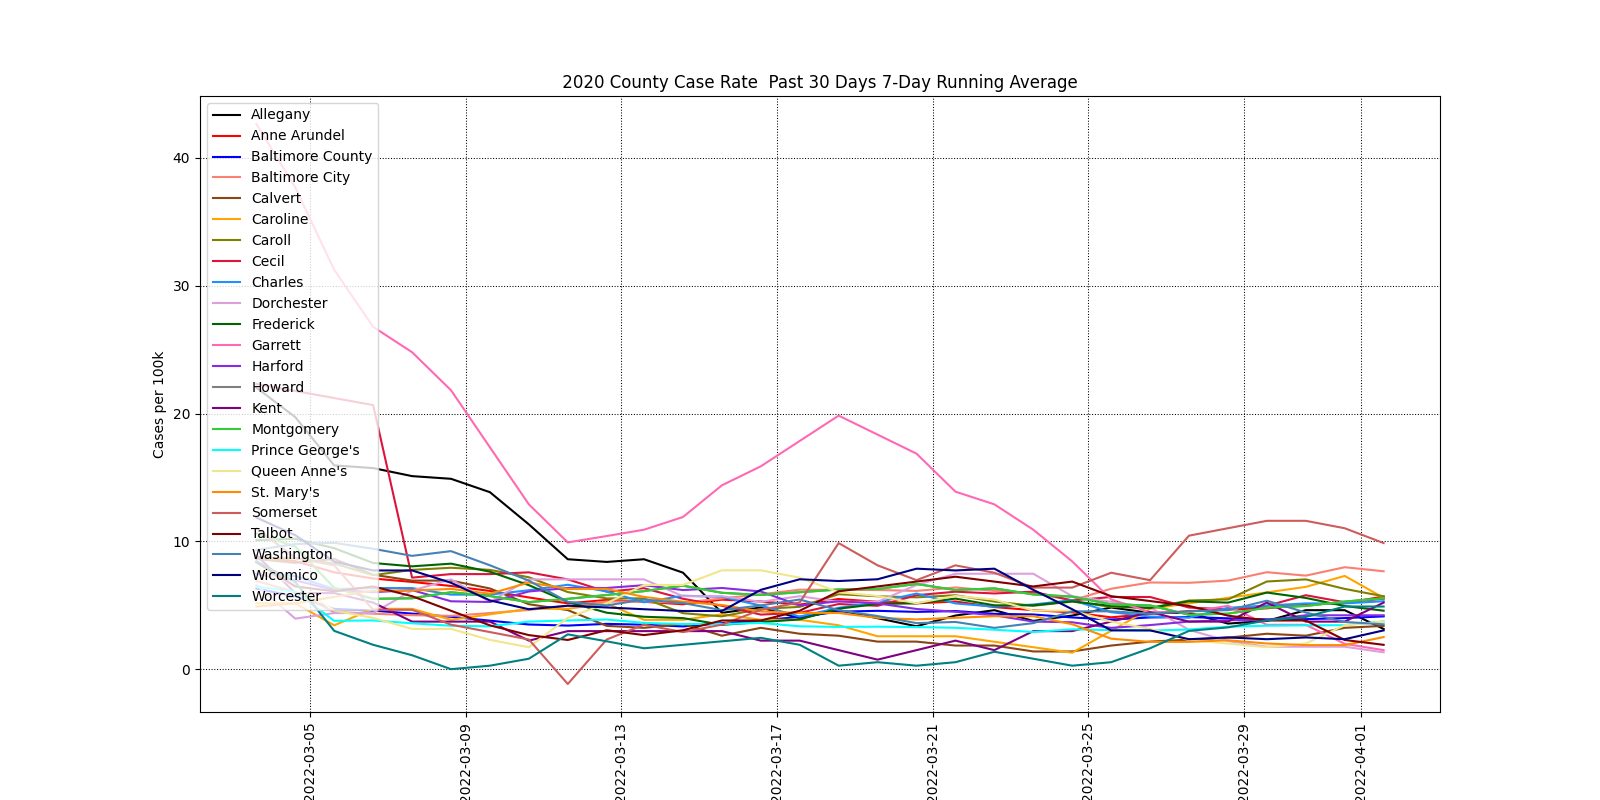 2020 County Case Rate  Past 30 Days 7-Day Running Average
Allegany
Anne Arundel
Baltimore County
Baltimore City
Calvert
Caroline
Caroll
Cecil
Charles
Dorchester
Frederick
Garrett
Harford
Howard
Kent
Montgomery
Prince George's
Queen Anne's
St. Mary's
Somerset
Talbot
Washington
Wicomico
Worcester
Cases per 100k
40
30
20
10
0
2022-03-05
2022-03-09
2022-03-13
2022-03-17
2022-03-21
2022-03-25
2022-03-29
2022-04-01